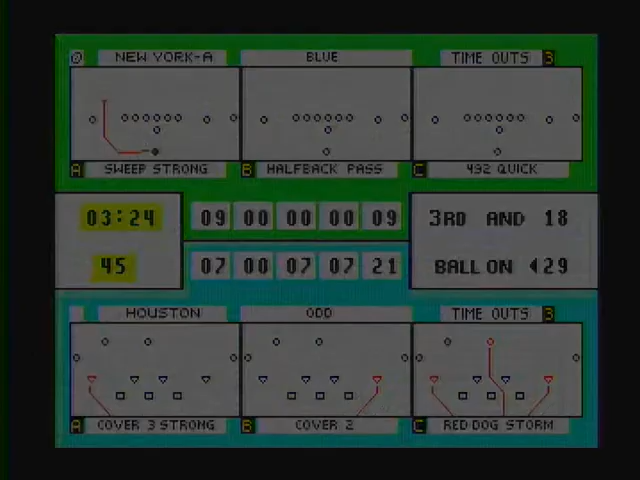 NEW YORK-A BLUE TIME OUTS 3
A SWEEP STRONG B HALFBACK PASS C 492 QUICK
03:24 09 00 00 00 09 3RD AND 18
45 07 00 07 07 21 BALL ON ◄29
HOUSTON ODD TIME OUTS 3
A COVER 3 STRONG B COVER 2 C RED DOG STORM